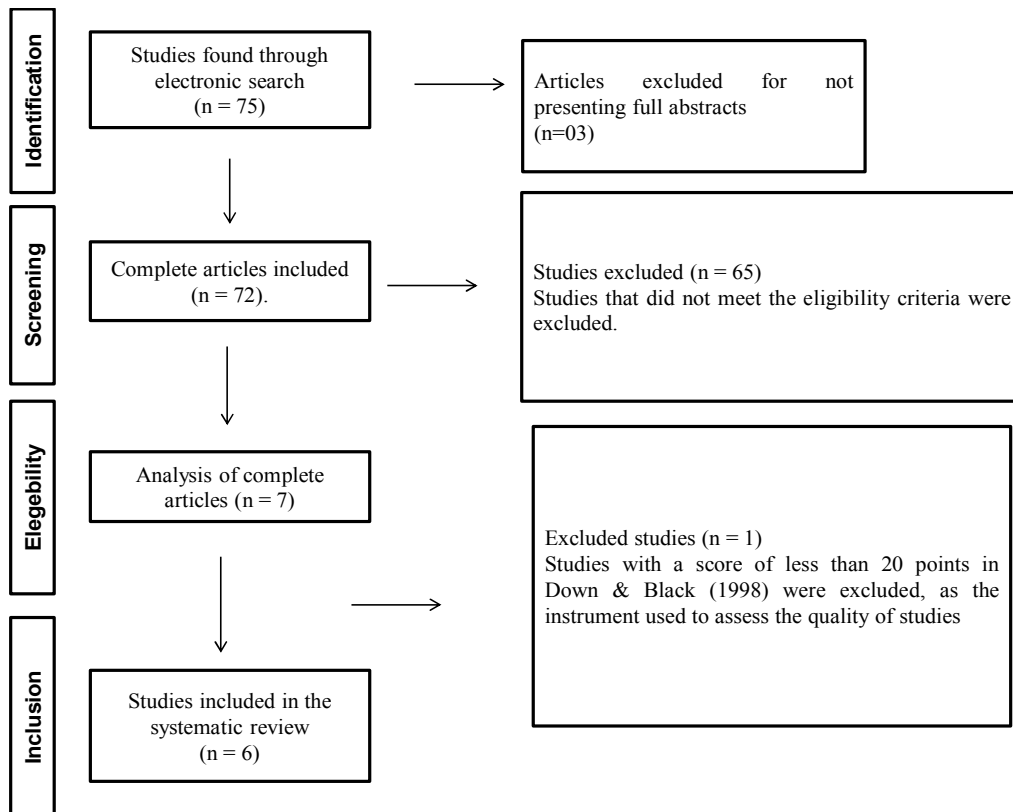 Identification
Studies found through
electronic search
(n = 75)
Articles excluded for not
presenting full abstracts
(n=03)
Screening
Complete articles included
(n = 72).
Studies excluded (n = 65)
Studies that did not meet the eligibility criteria were
excluded.
Elegebility
Analysis of complete
articles (n = 7)
Excluded studies (n = 1)
Studies with a score of less than 20 points in
Down & Black (1998) were excluded, as the
instrument used to assess the quality of studies
Inclusion
Studies included in the
systematic review
(n = 6)